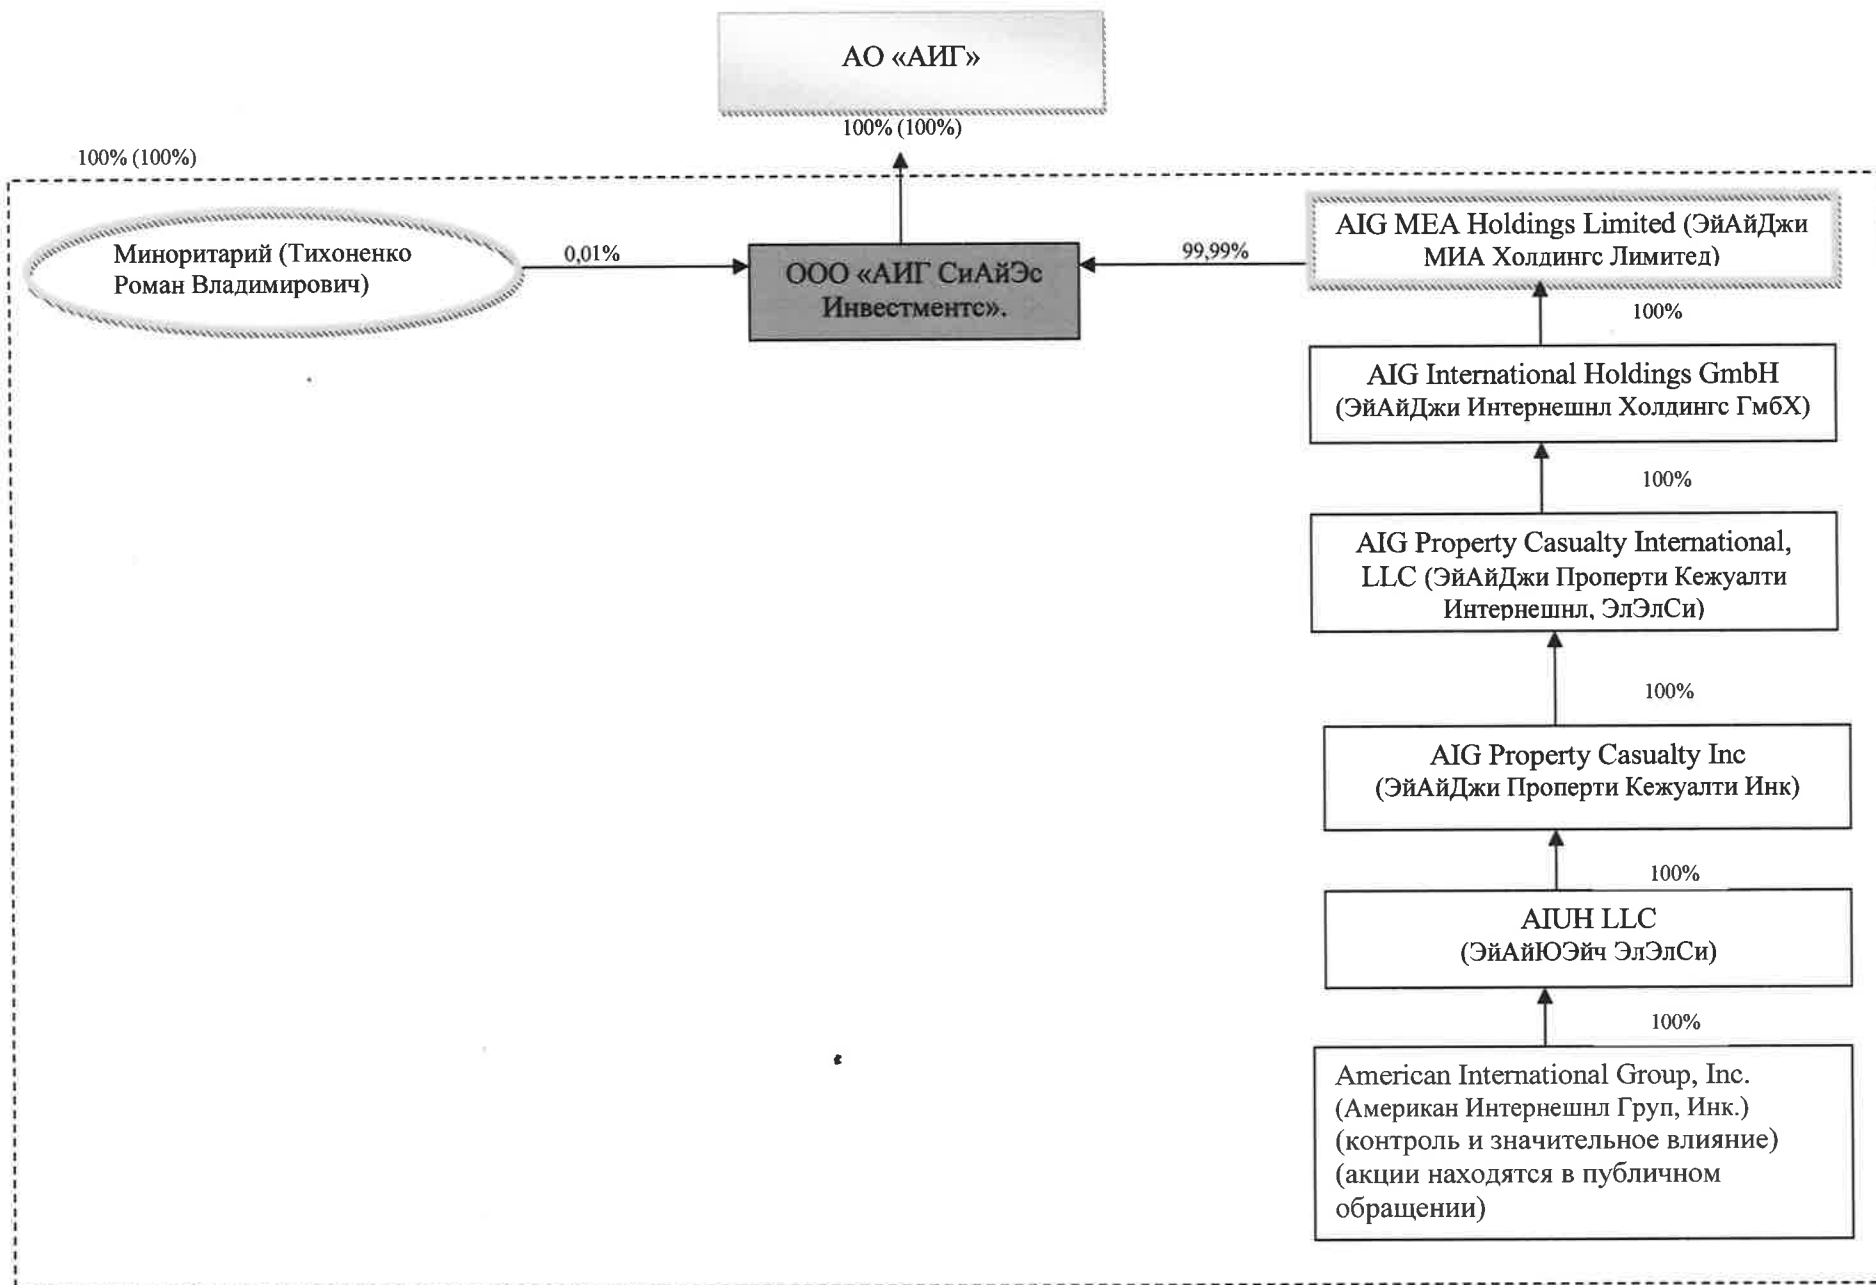 АО «АИГ»
100% (100%)
100% (100%)
Миноритарий (Тихоненко
Роман Владимирович)
0,01%
ООО «АИГ СиАйЭс
Инвестментс».
99,99%
AIG MEA Holdings Limited (ЭйАйДжи
МИА Холдингс Лимитед)
100%
AIG International Holdings GmbH
(ЭйАйДжи Интернешнл Холдингс ГмбХ)
100%
AIG Property Casualty International,
LLC (ЭйАйДжи Проперти Кежуалти
Интернешнл, ЭлЭлСи)
100%
AIG Property Casualty Inc
(ЭйАйДжи Проперти Кежуалти Инк)
100%
AIUH LLC
(ЭйАйЮЭйч ЭлЭлСи)
100%
American International Group, Inc.
(Американ Интернешнл Груп, Инк.)
(контроль и значительное влияние)
(акции находятся в публичном
обращении)